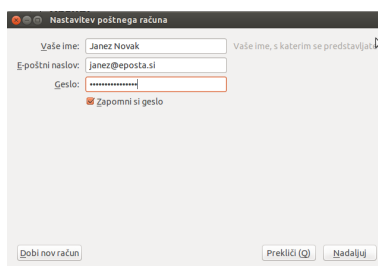 Nastavitev poštnega računa
Vaše ime: Janez Novak Vaše ime, s katerim se predstavljate
E-poštni naslov: janez@eposta.si
Geslo: ••••••••••••••••
Zapomni si geslo
Dobi nov račun Prekliči (O) Nadaljuj